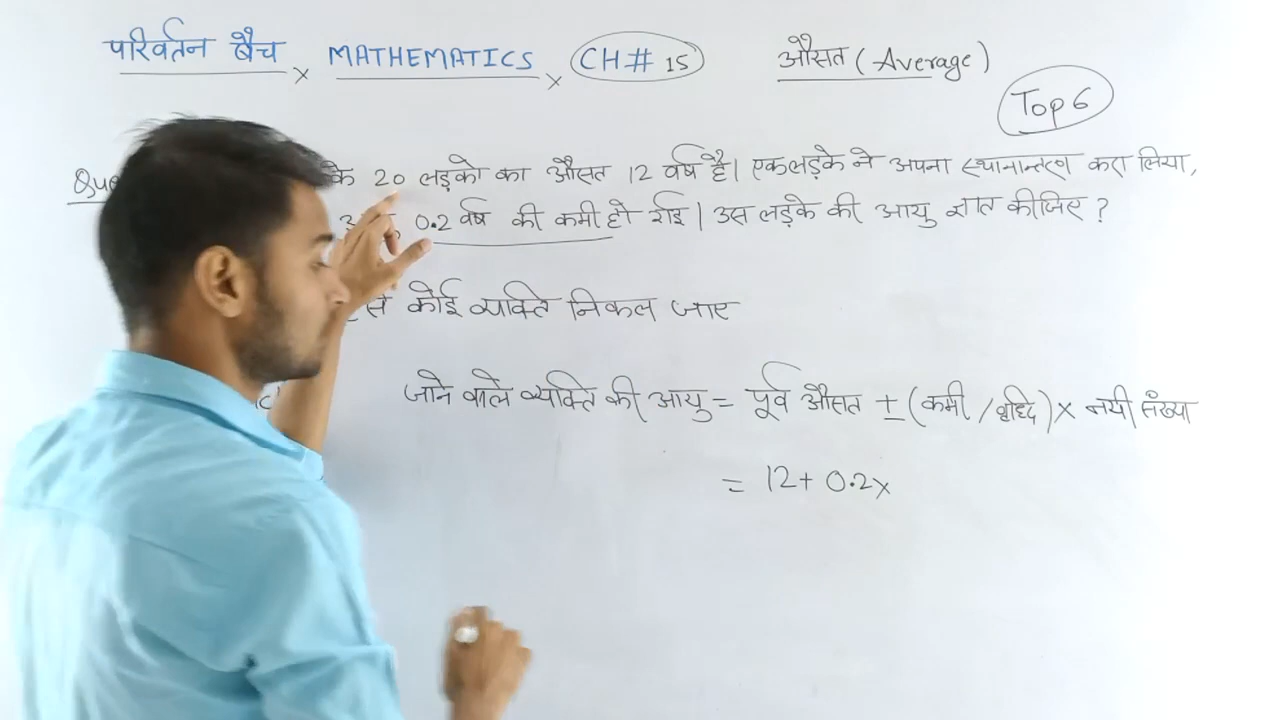 परिवर्तन बैच × MATHEMATICS × CH# 15 औसत (Average)
Top 6
के 20 लड़को का औसत 12 वर्ष है। एक लड़के ने अपना स्थानान्तरण करा लिया,
0.2 वर्ष की कमी हो गई। उस लड़के की आयु ज्ञात कीजिए ?
से कोई व्यक्ति निकल जाए
जाने वाले व्यक्ति की आयु = पूर्व औसत ± (कमी / वृद्धि) × नयी संख्या
= 12 + 0.2 ×